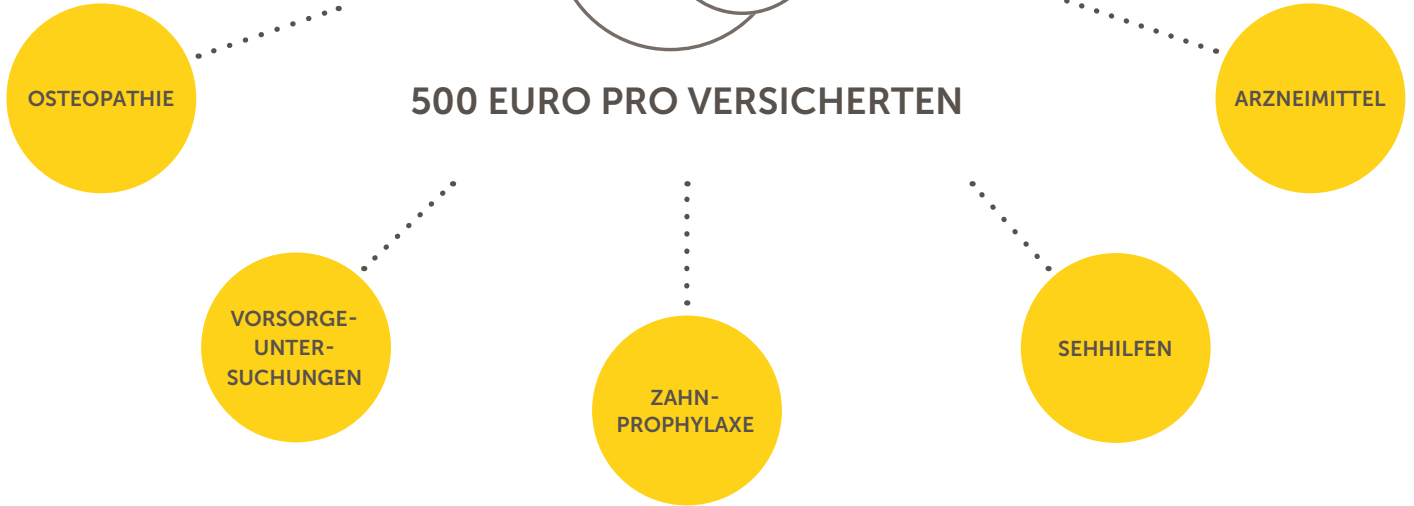 OSTEOPATHIE
500 EURO PRO VERSICHERTEN
ARZNEIMITTEL
VORSORGE-
UNTER-
SUCHUNGEN
ZAHN-
PROPHYLAXE
SEHHILFEN